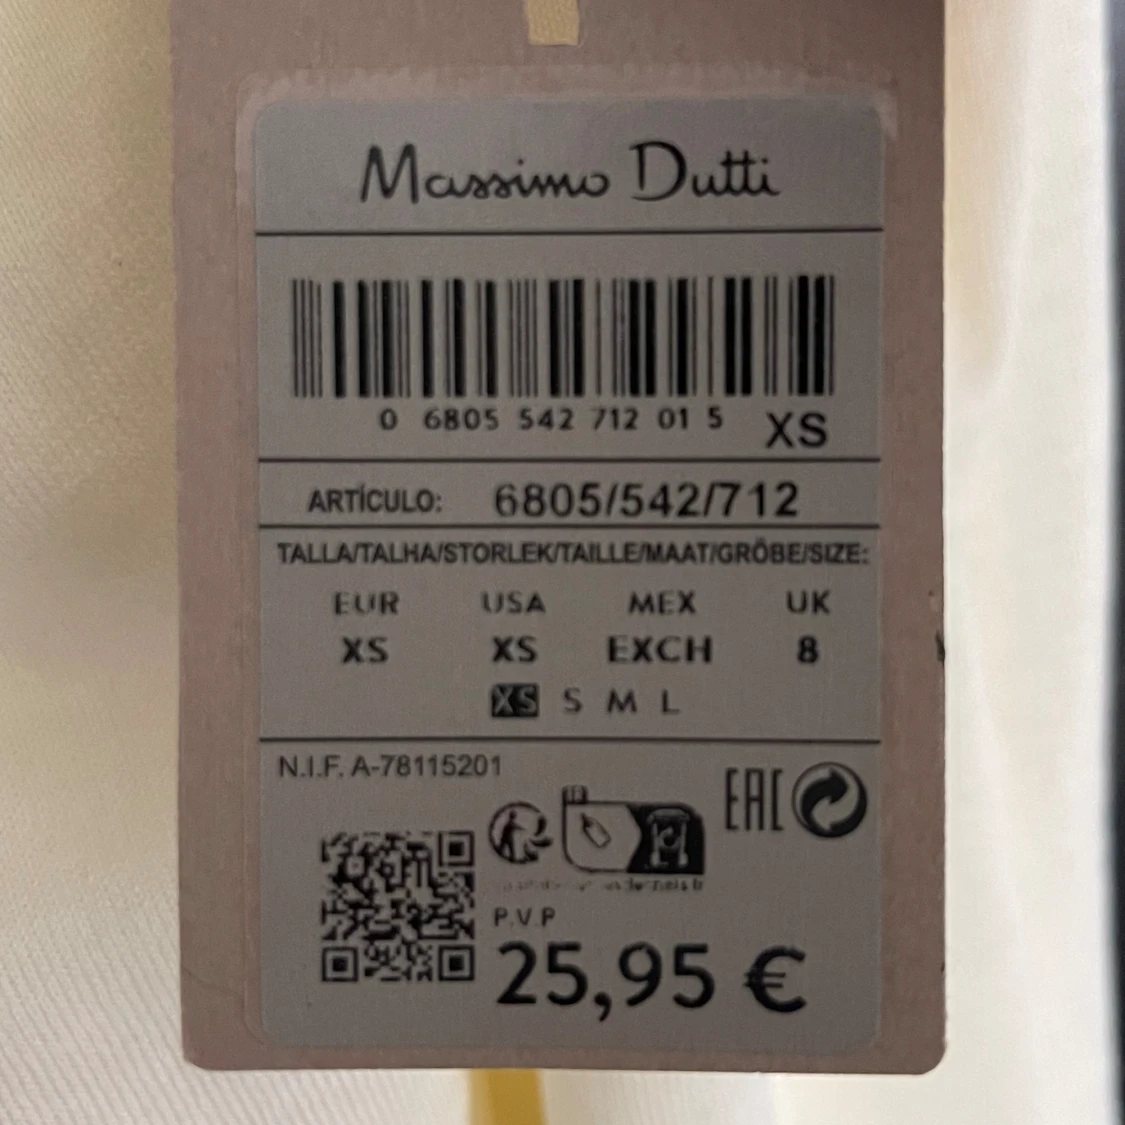 Massimo Dutti
0 6805 542 712 01 5 XS
ARTÍCULO: 6805/542/712
TALLA/TALHA/STORLEK/TAILLE/MAAT/GRÖBE/SIZE:
EUR USA MEX UK
XS XS EXCH 8
XS S M L
N.I.F. A-78115201
EAC
FR
P.V.P
25,95 €